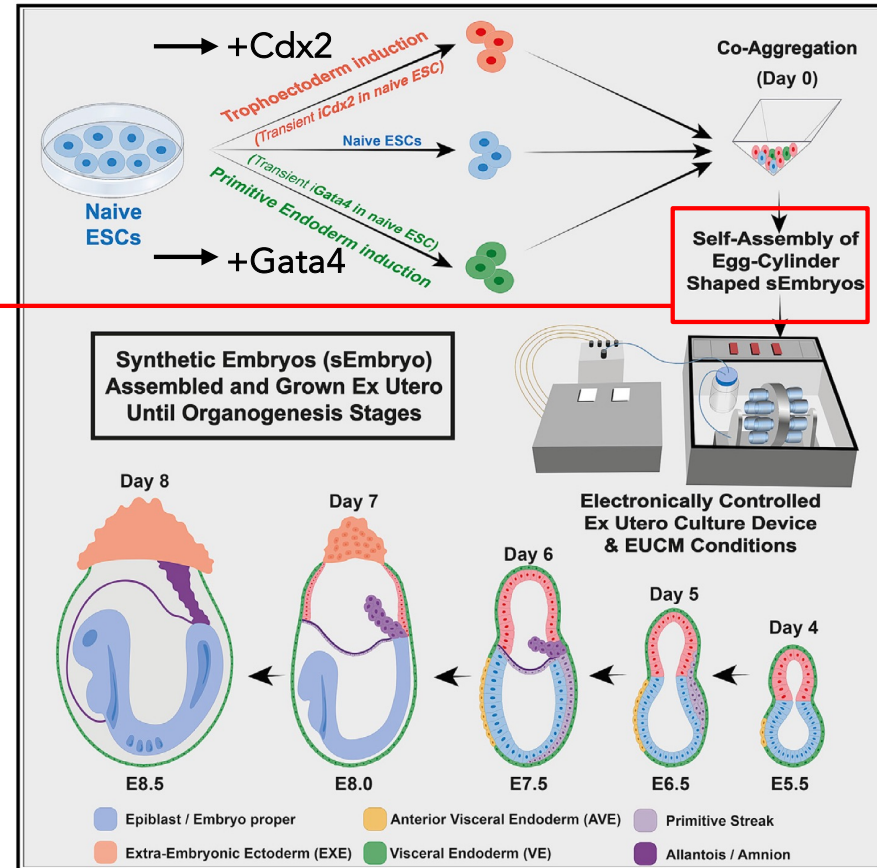 +Cdx2
Trophoectoderm induction
(Transient iCdx2 in naive ESC)
Naive ESCs
(Transient iGata4 in naive ESC)
Primitive Endoderm induction
+Gata4
Naive
ESCs
Co-Aggregation
(Day 0)
Self-Assembly of
Egg-Cylinder
Shaped sEmbryos
Synthetic Embryos (sEmbryo)
Assembled and Grown Ex Utero
Until Organogenesis Stages
Electronically Controlled
Ex Utero Culture Device
& EUCM Conditions
Day 8
Day 7
Day 6
Day 5
Day 4
E8.5
E8.0
E7.5
E6.5
E5.5
Epiblast / Embryo proper
Anterior Visceral Endoderm (AVE)
Primitive Streak
Extra-Embryonic Ectoderm (EXE)
Visceral Endoderm (VE)
Allantois / Amnion